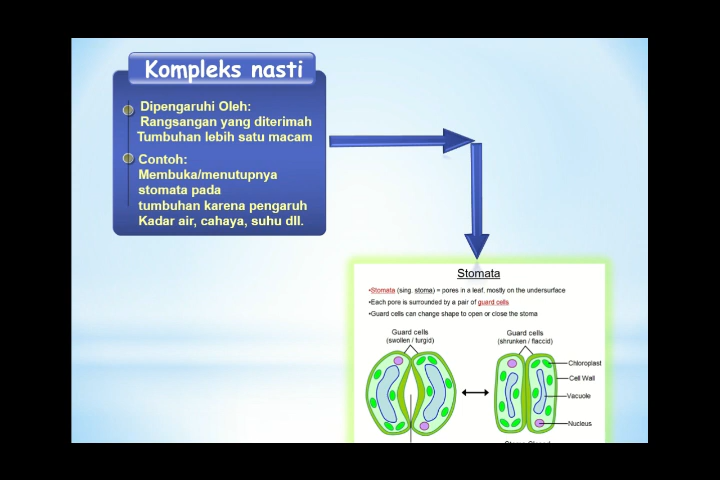 Kompleks nasti
Dipengaruhi Oleh:
Rangsangan yang diterimah
Tumbuhan lebih satu macam
Contoh:
Membuka/menutupnya
stomata pada
tumbuhan karena pengaruh
Kadar air, cahaya, suhu dll.
Stomata
•Stomata (sing. stoma) = pores in a leaf, mostly on the undersurface
•Each pore is surrounded by a pair of guard cells
•Guard cells can change shape to open or close the stoma
Guard cells
(swollen / turgid)
Guard cells
(shrunken / flaccid)
Chloroplast
Cell Wall
Vacuole
Nucleus